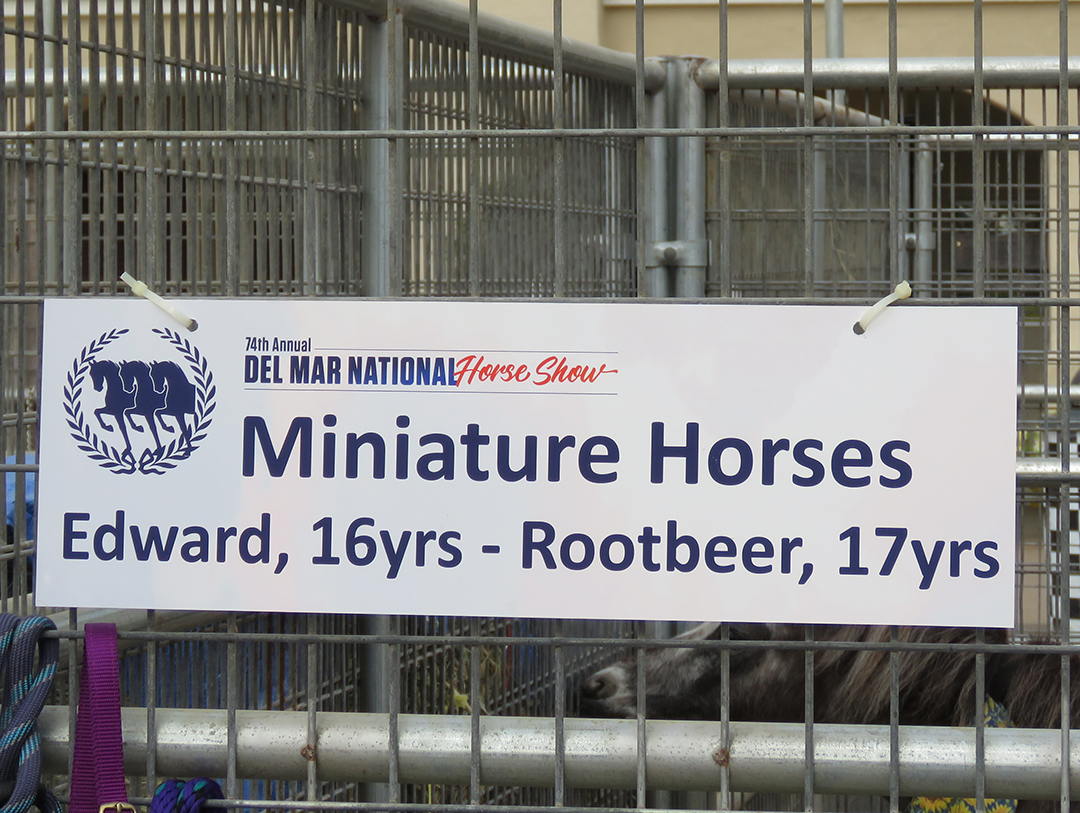 74th Annual
DEL MAR NATIONAL Horse Show
Miniature Horses
Edward, 16yrs - Rootbeer, 17yrs